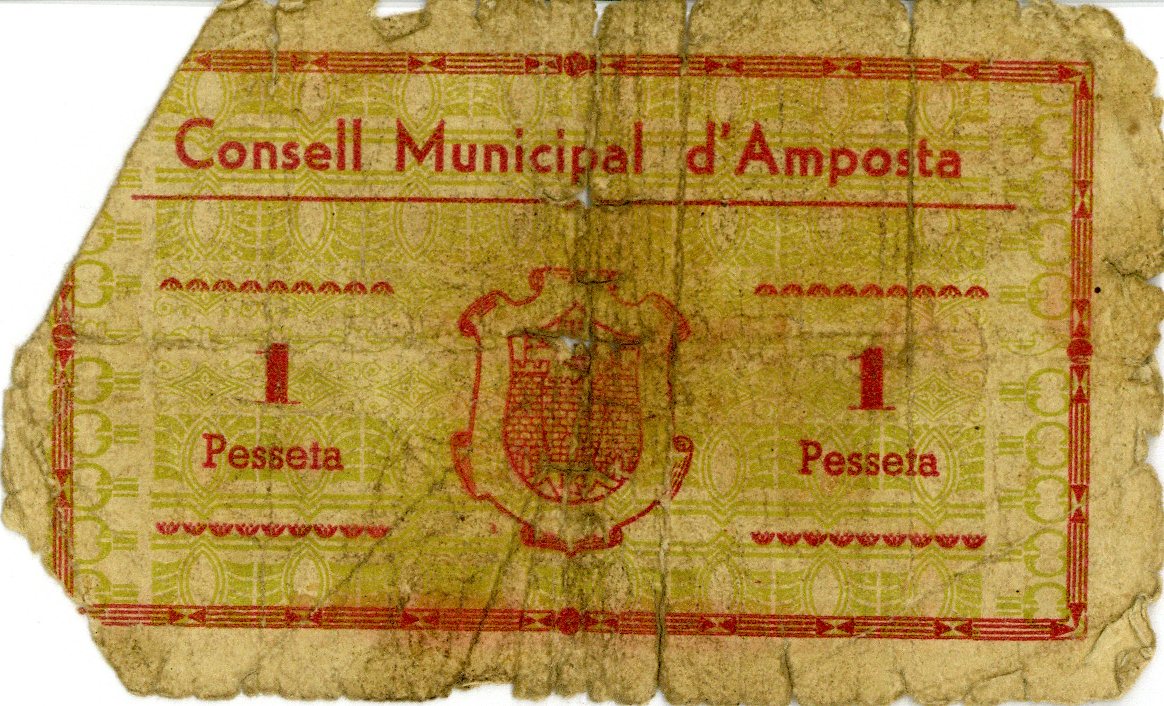 Consell Municipal d'Amposta
1 1
Pesseta Pesseta